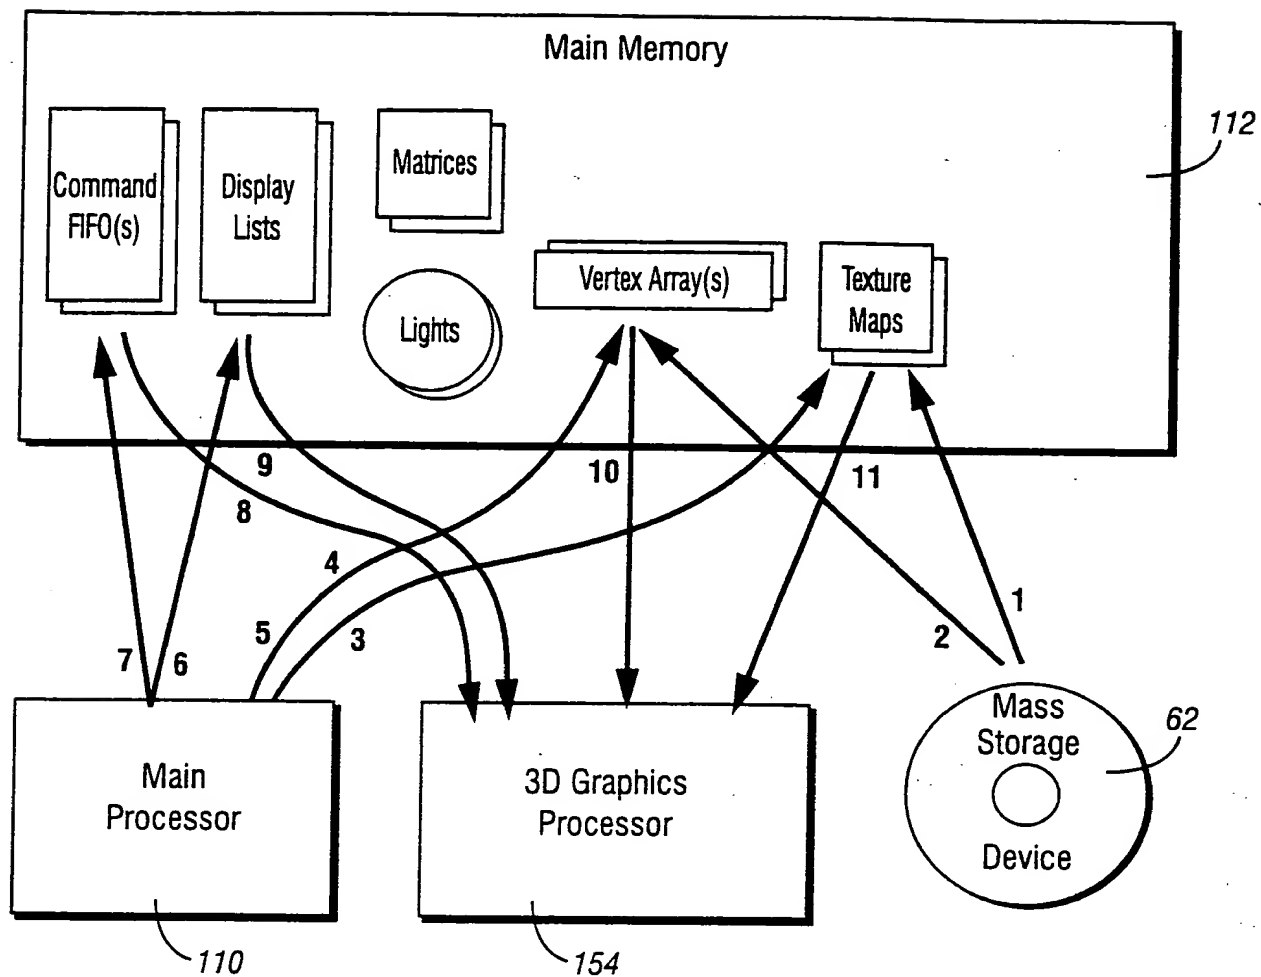 Main Memory
112
Command
FIFO(s)
Display
Lists
Matrices
Lights
Vertex Array(s)
Texture
Maps
9
8
10
11
4
5
3
7
6
2
1
Main
Processor
110
3D Graphics
Processor
154
Mass
Storage
Device
62